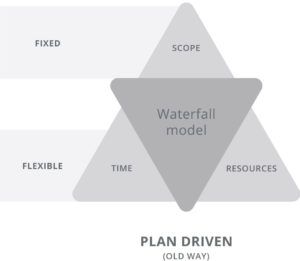 FIXED
SCOPE
Waterfall
model
FLEXIBLE
TIME
RESOURCES
PLAN DRIVEN
(OLD WAY)